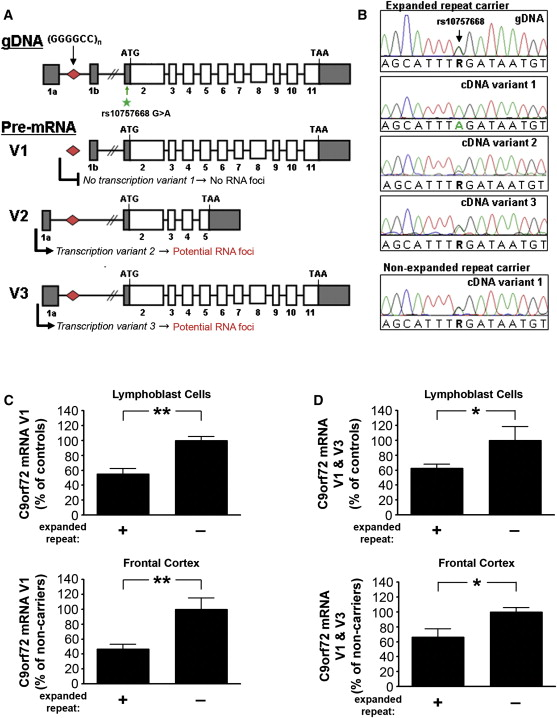 A
gDNA (GGGGCC)n
ATG TAA
1a 1b 2 3 4 5 6 7 8 9 10 11
rs10757668 G>A
Pre-mRNA
V1
ATG TAA
1b 2 3 4 5 6 7 8 9 10 11
No transcription variant 1 → No RNA foci
V2
ATG TAA
1a 2 3 4 5
Transcription variant 2 → Potential RNA foci
V3
ATG TAA
1a 2 3 4 5 6 7 8 9 10 11
Transcription variant 3 → Potential RNA foci
B
Expanded repeat carrier
rs10757668 gDNA
AGCATTTRGATAATGT
cDNA variant 1
AGCATTTAGATAATGT
cDNA variant 2
AGCATTTRGATAATGT
cDNA variant 3
AGCATTTRGATAATGT
Non-expanded repeat carrier
cDNA variant 1
AGCATTTRGATAATGT
C
Lymphoblast Cells
C9orf72 mRNA V1
(% of controls)
140
120
100
80
60
40
20
0
**
expanded
repeat: + −
Frontal Cortex
C9orf72 mRNA V1
(% of non-carriers)
140
120
100
80
60
40
20
0
**
expanded
repeat: + −
D
Lymphoblast Cells
C9orf72 mRNA
V1 & V3
(% of controls)
140
120
100
80
60
40
20
0
*
expanded
repeat: + −
Frontal Cortex
C9orf72 mRNA
V1 & V3
(% of non-carriers)
140
120
100
80
60
40
20
0
*
expanded
repeat: + −